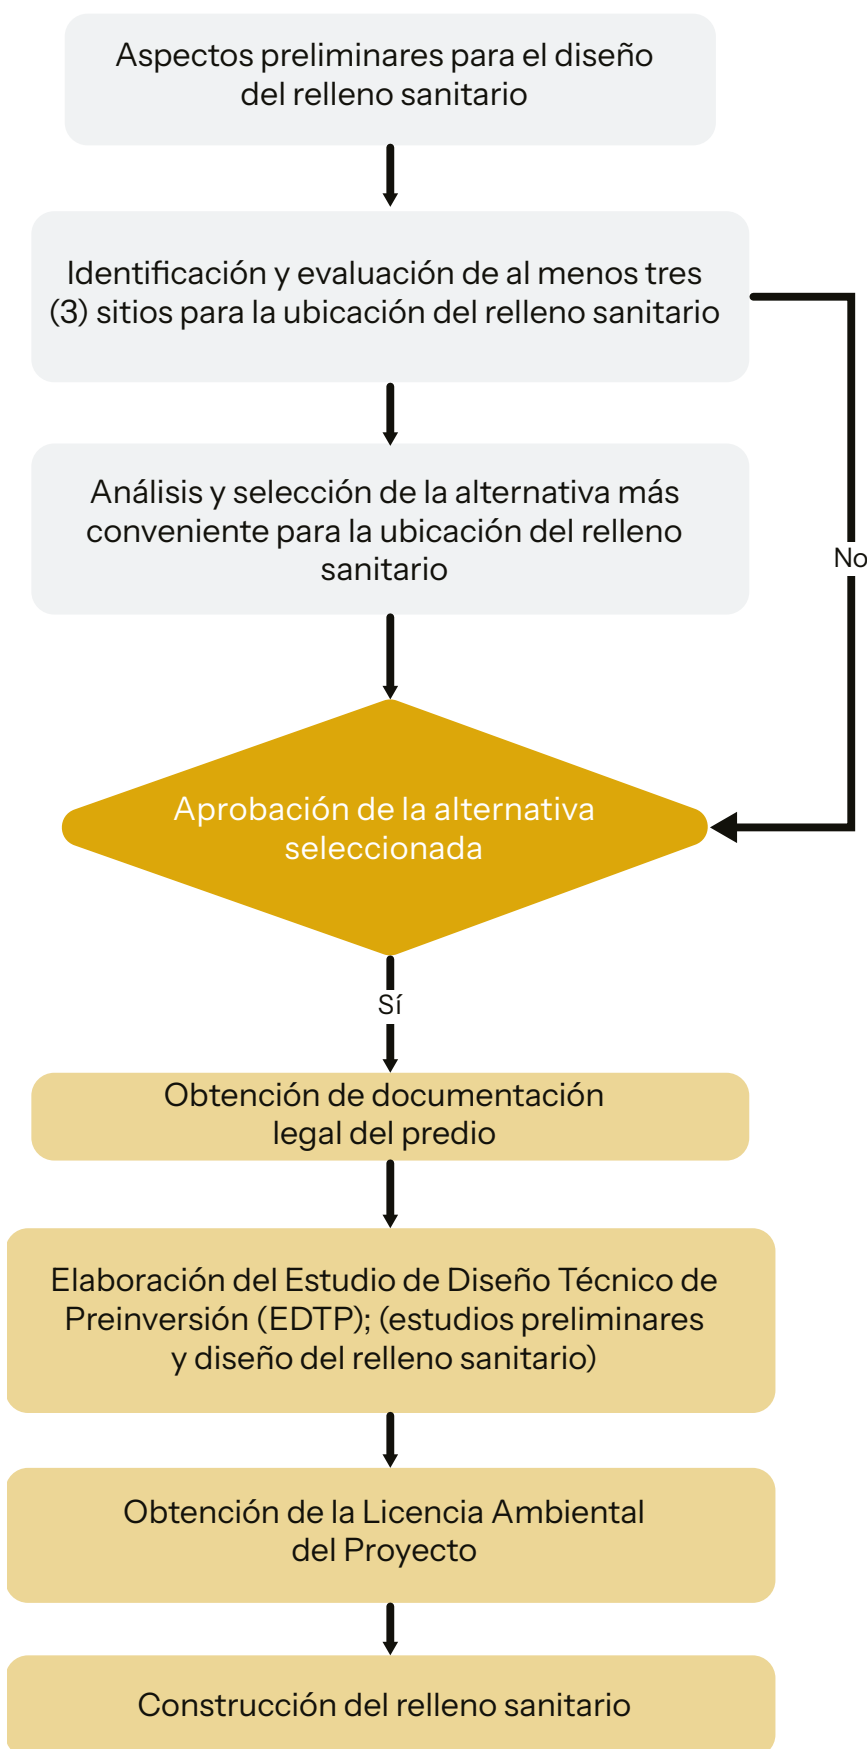 Aspectos preliminares para el diseño
del relleno sanitario
Identificación y evaluación de al menos tres
(3) sitios para la ubicación del relleno sanitario
Análisis y selección de la alternativa más
conveniente para la ubicación del relleno
sanitario
No
Aprobación de la alternativa
seleccionada
Sí
Obtención de documentación
legal del predio
Elaboración del Estudio de Diseño Técnico de
Preinversión (EDTP); (estudios preliminares
y diseño del relleno sanitario)
Obtención de la Licencia Ambiental
del Proyecto
Construcción del relleno sanitario